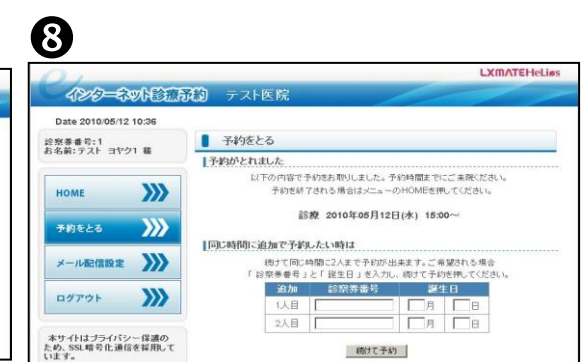 ❽
LXMATEHeLios
インターネット診療予約 テスト医院
Date 2010/05/12 10:36
診察券番号:1
お名前:テスト ヨヤク1 様
HOME
予約をとる
メール配信設定
ログアウト
本サイトはプライバシー保護の
ため、SSL暗号化通信を採用して
います。
予約をとる
予約がとれました
以下の内容で予約をお取りしました。予約時間までにご来院ください。
予約を終了される場合はメニューのHOMEを押してください。
診療 2010年05月12日(水) 15:00～
同じ時間に追加で予約したい時は
続けて同じ時間に2人まで予約が出来ます。ご希望される場合
「診察券番号」と「誕生日」を入力し、続けて予約を押してください。
追加 診察券番号 誕生日
1人目 月 日
2人目 月 日
続けて予約